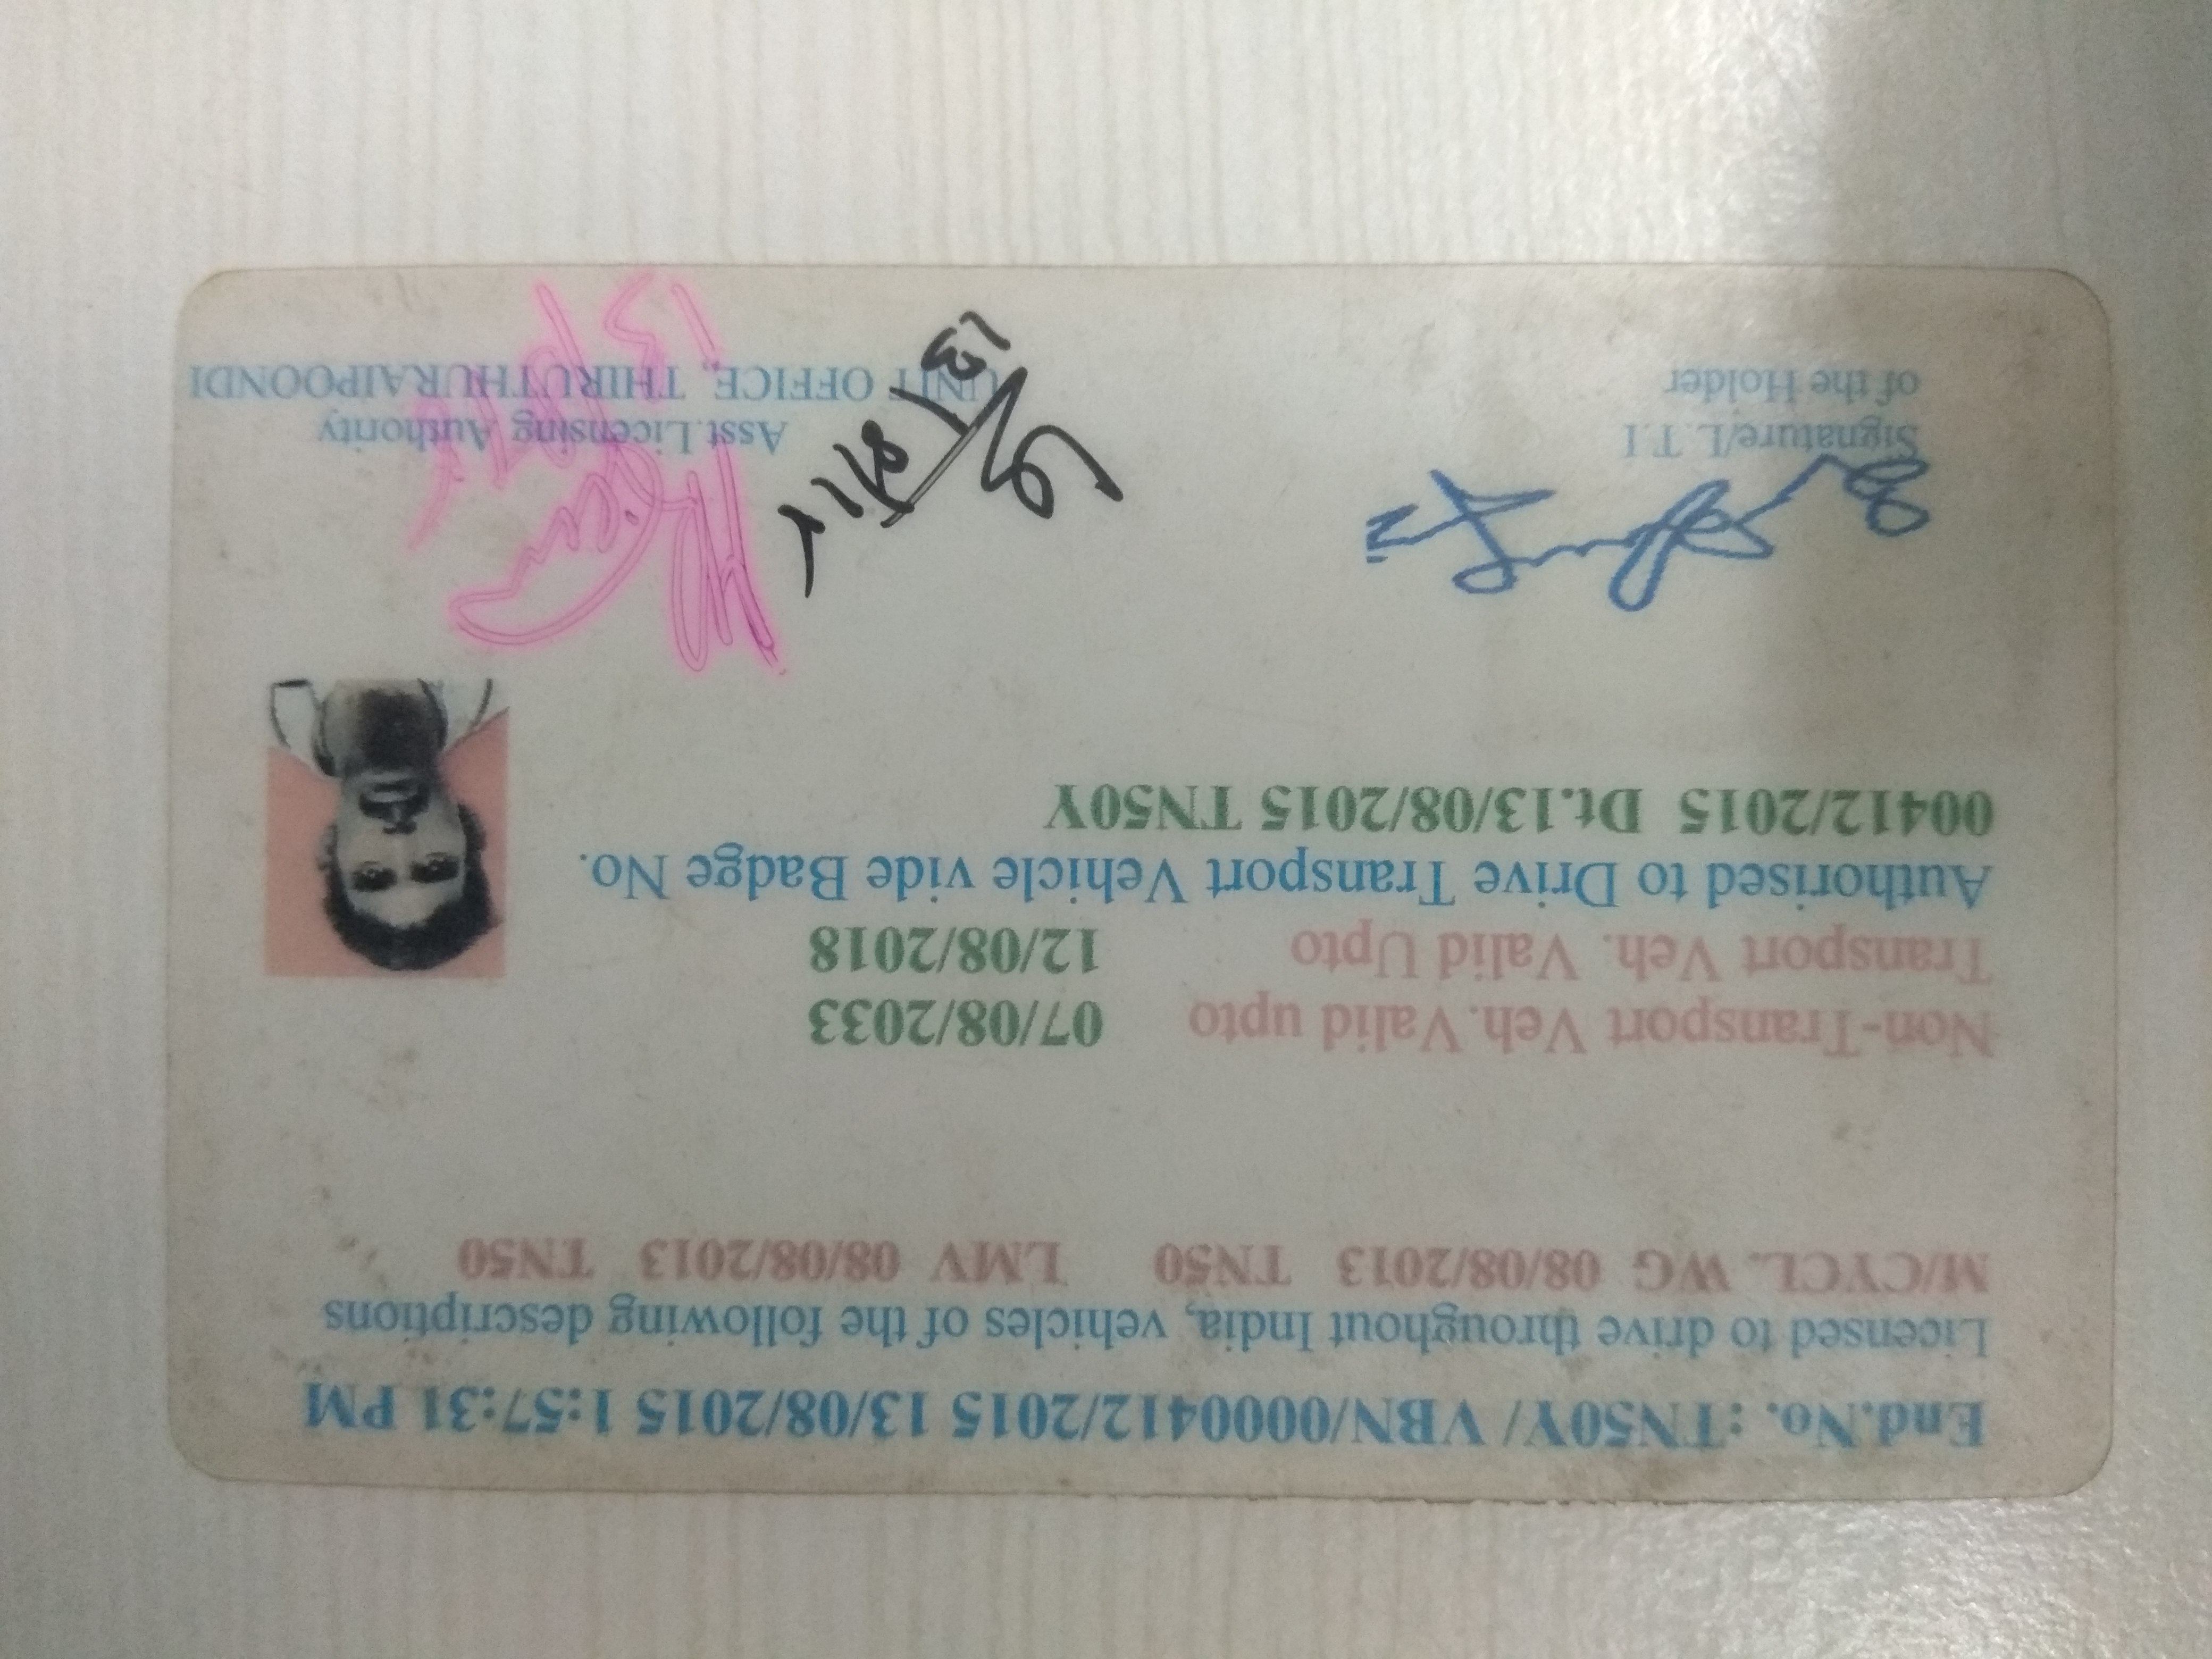 End.No. : TN50Y/ VBN/0000412/2015 13/08/2015 1:57:31 PM
Licensed to drive throughout India, vehicles of the following descriptions
M/CYCL. WG 08/08/2013 TN50 LMV 08/08/2013 TN50
Non-Transport Veh.Valid upto 07/08/2033
Transport Veh. Valid Upto 12/08/2018
Authorised to Drive Transport Vehicle vide Badge No.
00412/2015 Dt.13/08/2015 TN50Y
Signature/L.T.I
of the Holder
Asst.Licensing Authority
UNIT OFFICE, THIRUTHURAIPOONDI